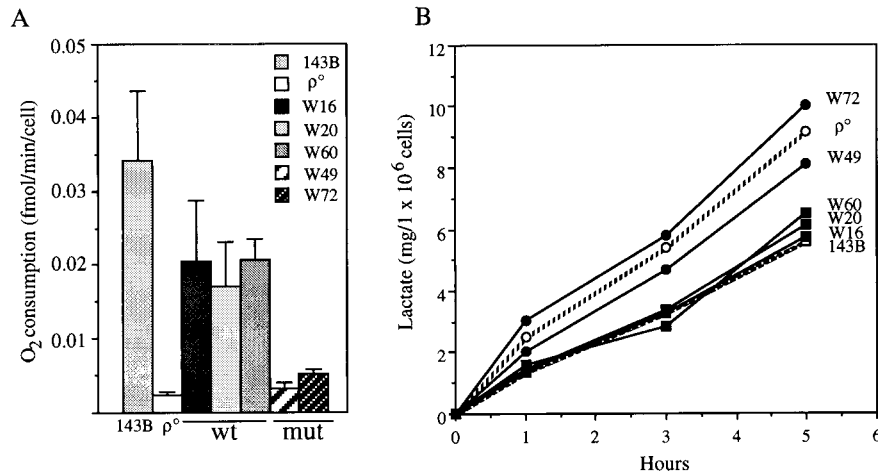 A
O2 consumption (fmol/min/cell)
0.05
0.04
0.03
0.02
0.01
143B
ρ°
W16
W20
W60
W49
W72
143B ρ° wt mut
B
Lactate (mg/1 x 10⁶ cells)
12
10
8
6
4
2
0
W72
ρ°
W49
W60
W20
W16
143B
0 1 2 3 4 5 6
Hours